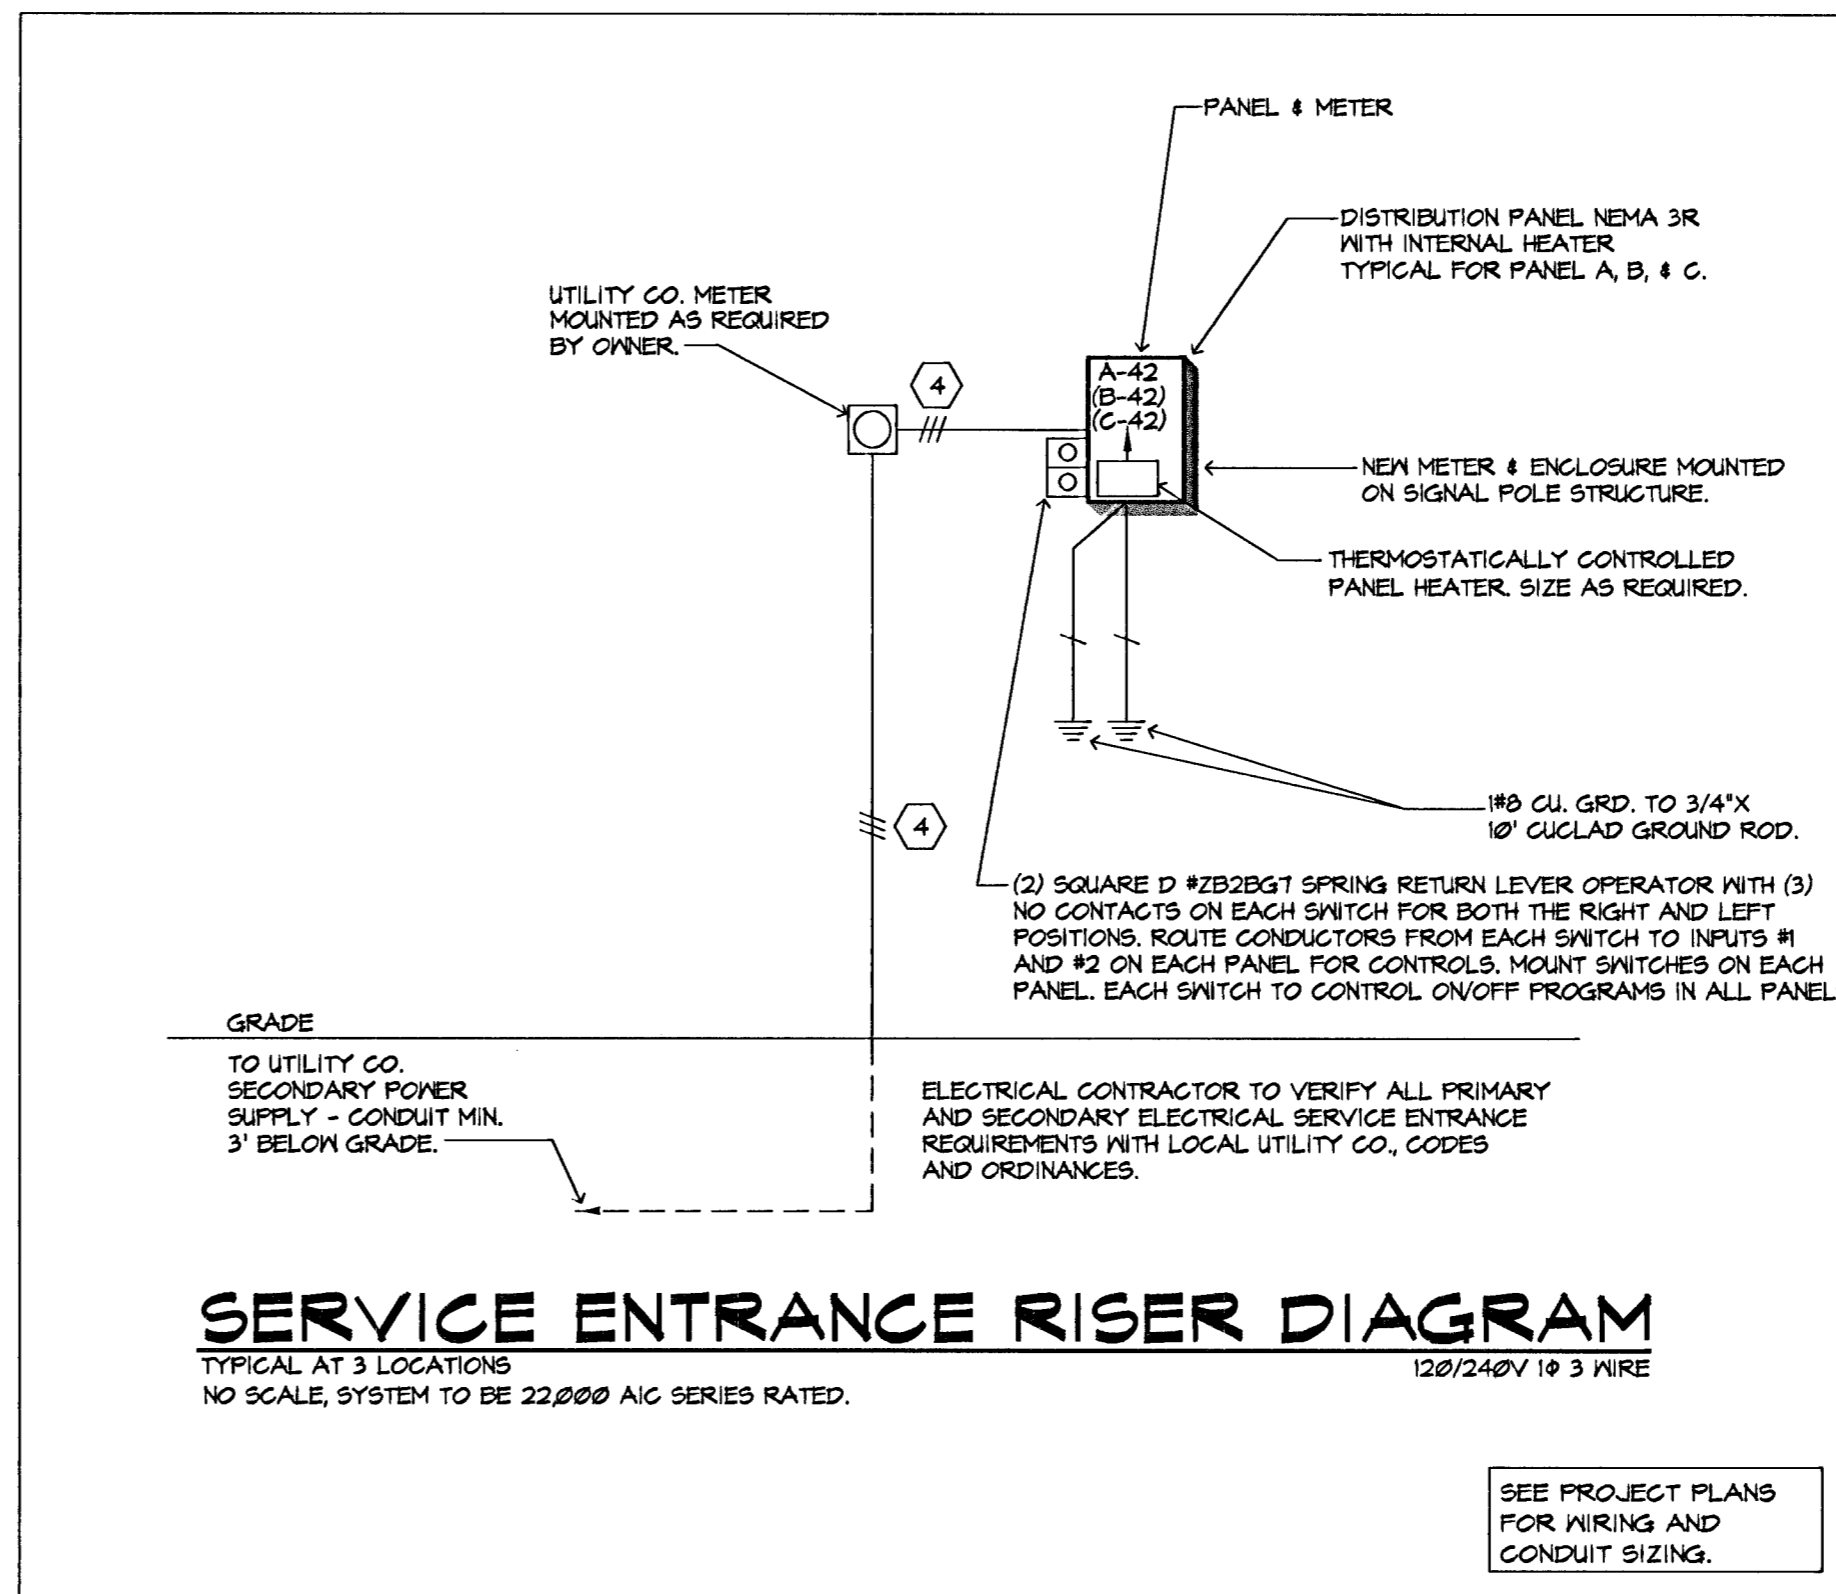 PANEL & METER
DISTRIBUTION PANEL NEMA 3R
WITH INTERNAL HEATER
TYPICAL FOR PANEL A, B, & C.
UTILITY CO. METER
MOUNTED AS REQUIRED
BY OWNER.
4
A-42
(B-42)
(C-42)
NEW METER & ENCLOSURE MOUNTED
ON SIGNAL POLE STRUCTURE.
THERMOSTATICALLY CONTROLLED
PANEL HEATER. SIZE AS REQUIRED.
1#8 CU. GRD. TO 3/4"X
10' CUCLAD GROUND ROD.
4
(2) SQUARE D #ZB2BG7 SPRING RETURN LEVER OPERATOR WITH (3)
NO CONTACTS ON EACH SWITCH FOR BOTH THE RIGHT AND LEFT
POSITIONS. ROUTE CONDUCTORS FROM EACH SWITCH TO INPUTS #1
AND #2 ON EACH PANEL FOR CONTROLS. MOUNT SWITCHES ON EACH
PANEL. EACH SWITCH TO CONTROL ON/OFF PROGRAMS IN ALL PANEL
GRADE
TO UTILITY CO.
SECONDARY POWER
SUPPLY - CONDUIT MIN.
3' BELOW GRADE.
ELECTRICAL CONTRACTOR TO VERIFY ALL PRIMARY
AND SECONDARY ELECTRICAL SERVICE ENTRANCE
REQUIREMENTS WITH LOCAL UTILITY CO., CODES
AND ORDINANCES.
SERVICE ENTRANCE RISER DIAGRAM
TYPICAL AT 3 LOCATIONS
120/240V 1Φ 3 WIRE
NO SCALE, SYSTEM TO BE 22,000 AIC SERIES RATED.
SEE PROJECT PLANS
FOR WIRING AND
CONDUIT SIZING.